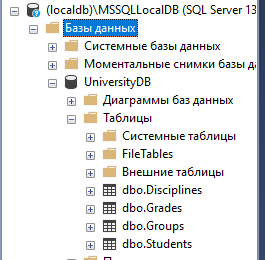 (localdb)\MSSQLLocalDB (SQL Server 13
Базы данных
Системные базы данных
Моментальные снимки базы да
UniversityDB
Диаграммы баз данных
Таблицы
Системные таблицы
FileTables
Внешние таблицы
dbo.Disciplines
dbo.Grades
dbo.Groups
dbo.Students